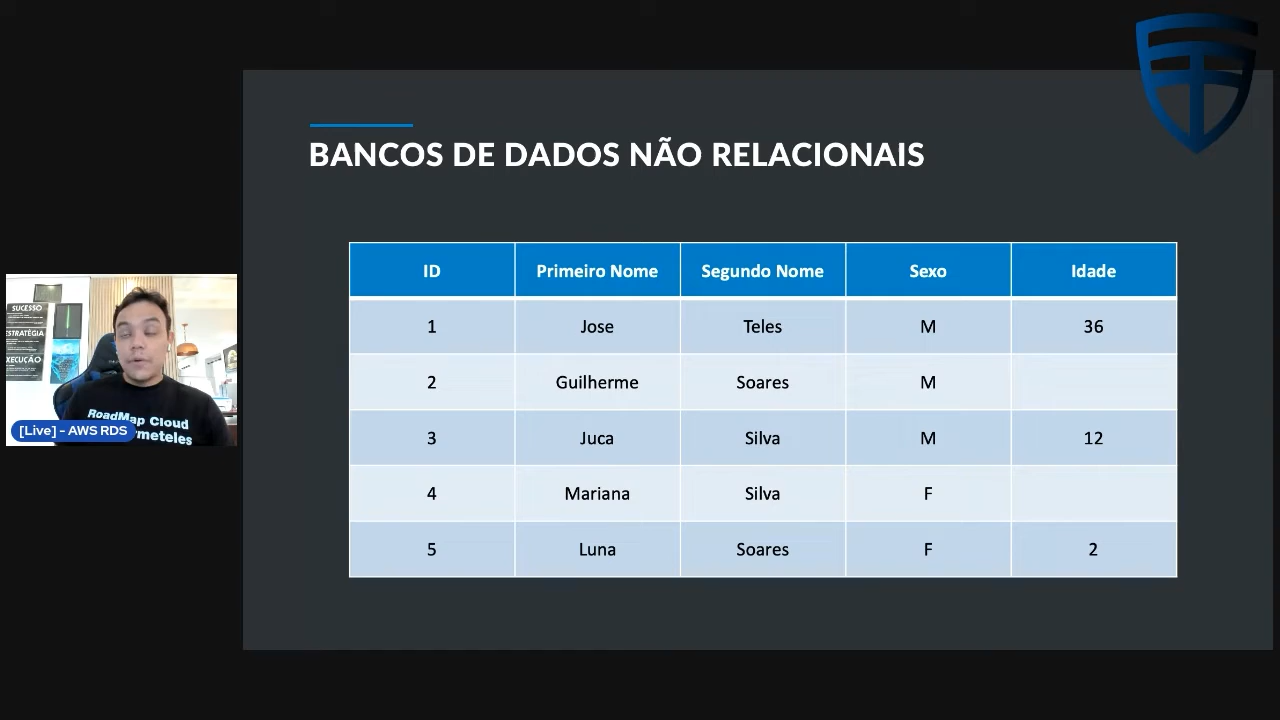 BANCOS DE DADOS NÃO RELACIONAIS
ID Primeiro Nome Segundo Nome Sexo Idade
1 Jose Teles M 36
2 Guilherme Soares M
3 Juca Silva M 12
4 Mariana Silva F
5 Luna Soares F 2
SUCESSO
ESTRATÉGIA
EXECUÇÃO
RoadMap Cloud
[Live] - AWS RDS